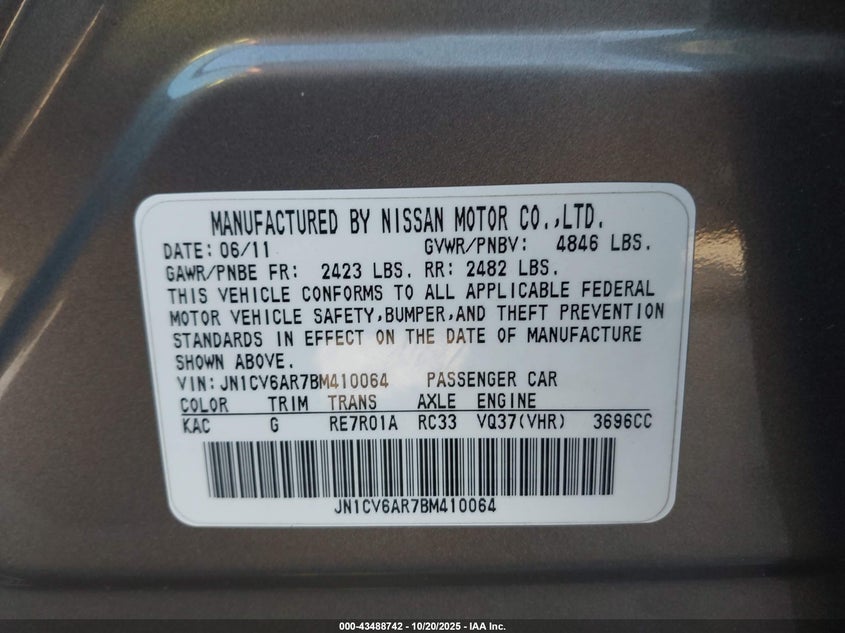 MANUFACTURED BY NISSAN MOTOR CO.,LTD.
DATE: 06/11 GVWR/PNBV: 4846 LBS.
GAWR/PNBE FR: 2423 LBS. RR: 2482 LBS.
THIS VEHICLE CONFORMS TO ALL APPLICABLE FEDERAL
MOTOR VEHICLE SAFETY,BUMPER,AND THEFT PREVENTION
STANDARDS IN EFFECT ON THE DATE OF MANUFACTURE
SHOWN ABOVE.
VIN: JN1CV6AR7BM410064 PASSENGER CAR
COLOR TRIM TRANS AXLE ENGINE
KAC G RE7R01A RC33 VQ37(VHR) 3696CC
JN1CV6AR7BM410064
000-43488742 - 10/20/2025 - IAA Inc.